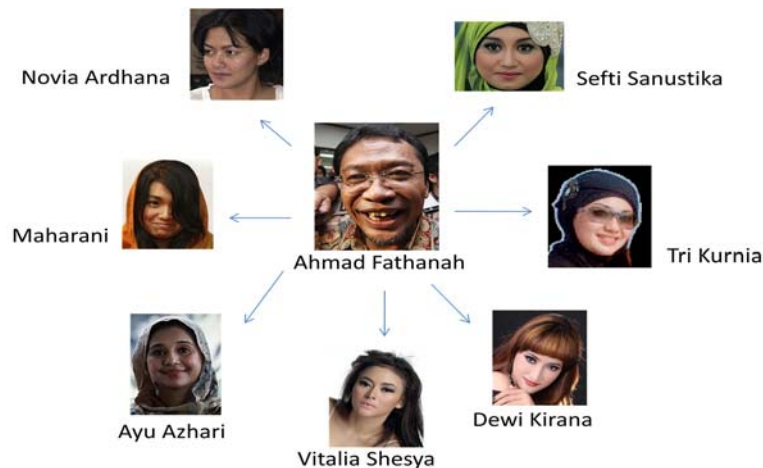 Novia Ardhana
Sefti Sanustika
Maharani
Ahmad Fathanah
Tri Kurnia
Ayu Azhari
Vitalia Shesya
Dewi Kirana